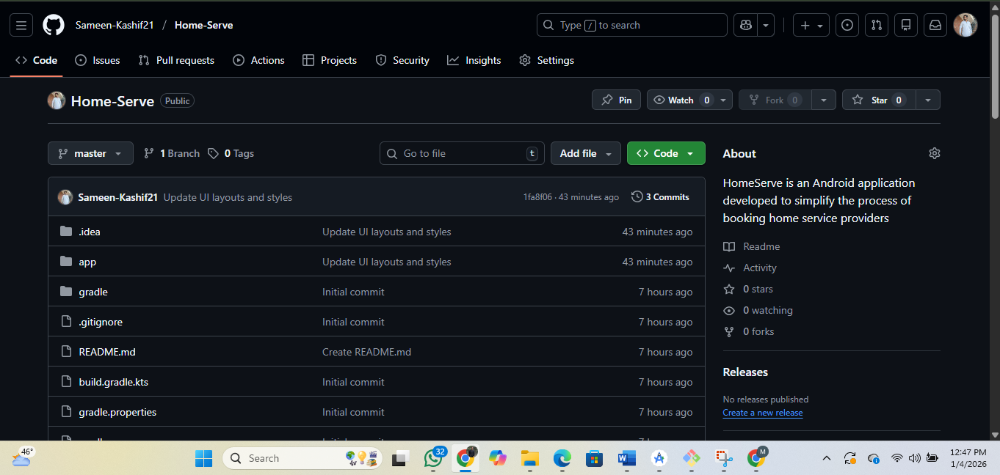 Sameen-Kashif21 / Home-Serve
Type / to search
Code Issues Pull requests Actions Projects Security Insights Settings
Home-Serve Public
Pin Watch 0 Fork 0 Star 0
master 1 Branch 0 Tags
Go to file t Add file <> Code
Sameen-Kashif21 Update UI layouts and styles 1fa8f06 · 43 minutes ago 3 Commits
.idea Update UI layouts and styles 43 minutes ago
app Update UI layouts and styles 43 minutes ago
gradle Initial commit 7 hours ago
.gitignore Initial commit 7 hours ago
README.md Create README.md 7 hours ago
build.gradle.kts Initial commit 7 hours ago
gradle.properties Initial commit 7 hours ago
About
HomeServe is an Android application
developed to simplify the process of
booking home service providers
Readme
Activity
0 stars
0 watching
0 forks
Releases
No releases published
Create a new release
46°
Search
32
M
12:47 PM
1/4/2026